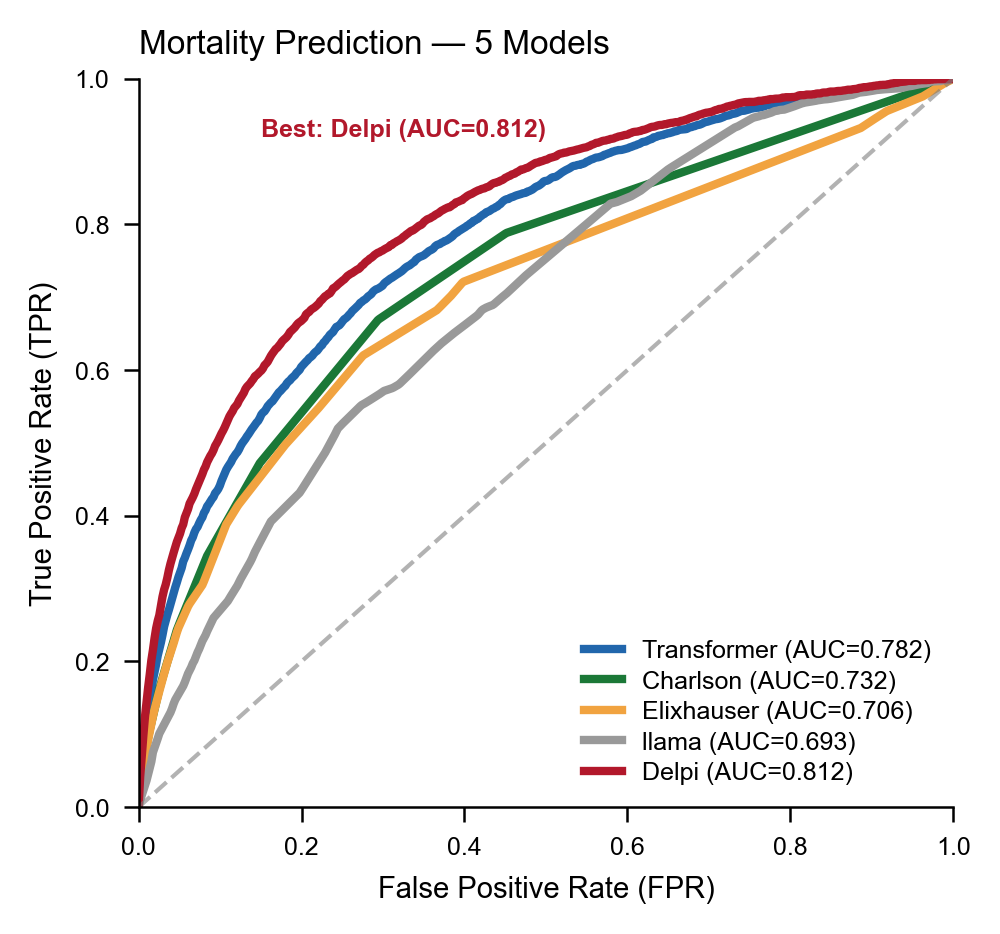 Mortality Prediction — 5 Models
Best: Delpi (AUC=0.812)
True Positive Rate (TPR)
1.0
0.8
0.6
0.4
0.2
0.0
Transformer (AUC=0.782)
Charlson (AUC=0.732)
Elixhauser (AUC=0.706)
llama (AUC=0.693)
Delpi (AUC=0.812)
0.0 0.2 0.4 0.6 0.8 1.0
False Positive Rate (FPR)